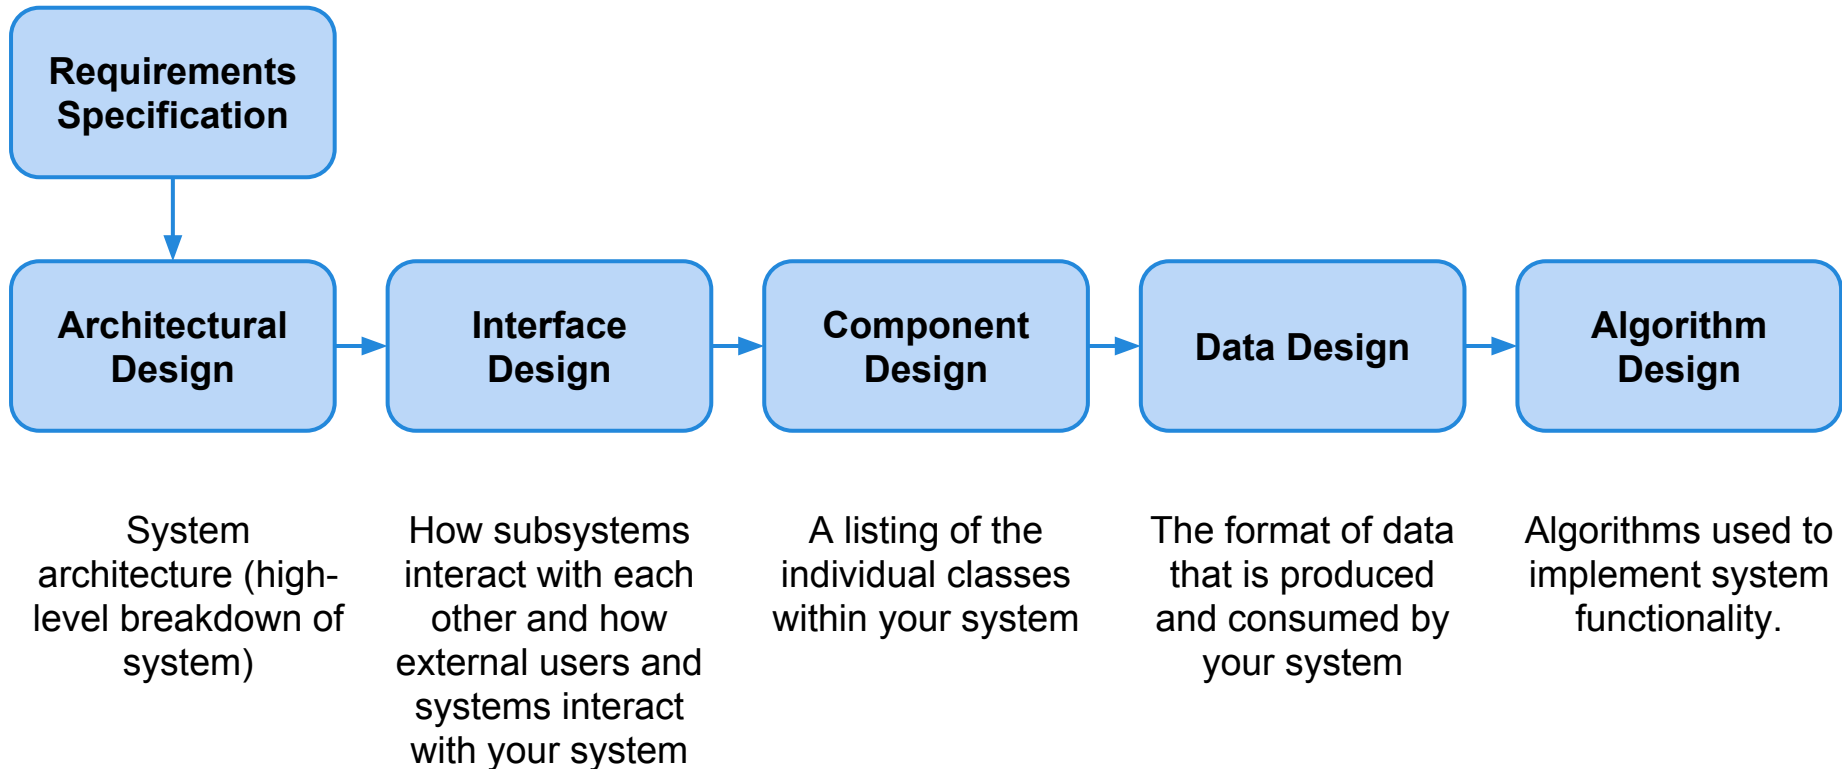 Requirements
Specification
Architectural
Design
Interface
Design
Component
Design
Data Design
Algorithm
Design
System
architecture (high-
level breakdown of
system)
How subsystems
interact with each
other and how
external users and
systems interact
with your system
A listing of the
individual classes
within your system
The format of data
that is produced
and consumed by
your system
Algorithms used to
implement system
functionality.